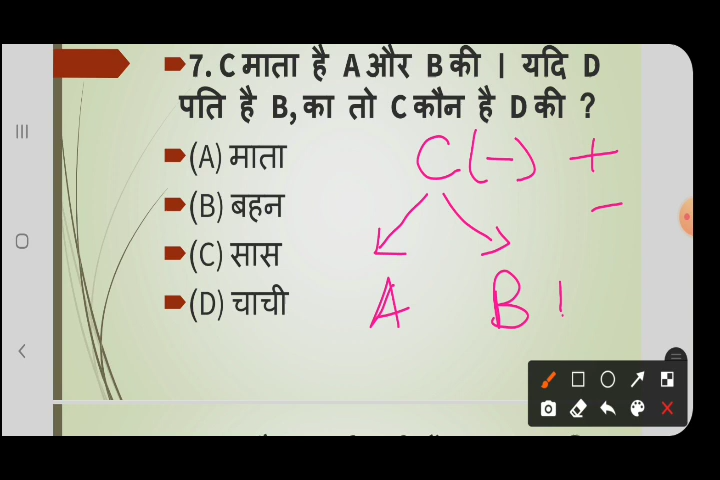 7. C माता है A और B की । यदि D
पति है B, का तो C कौन है D की ?
(A) माता
(B) बहन
(C) सास
(D) चाची
C (-) +
-
A B